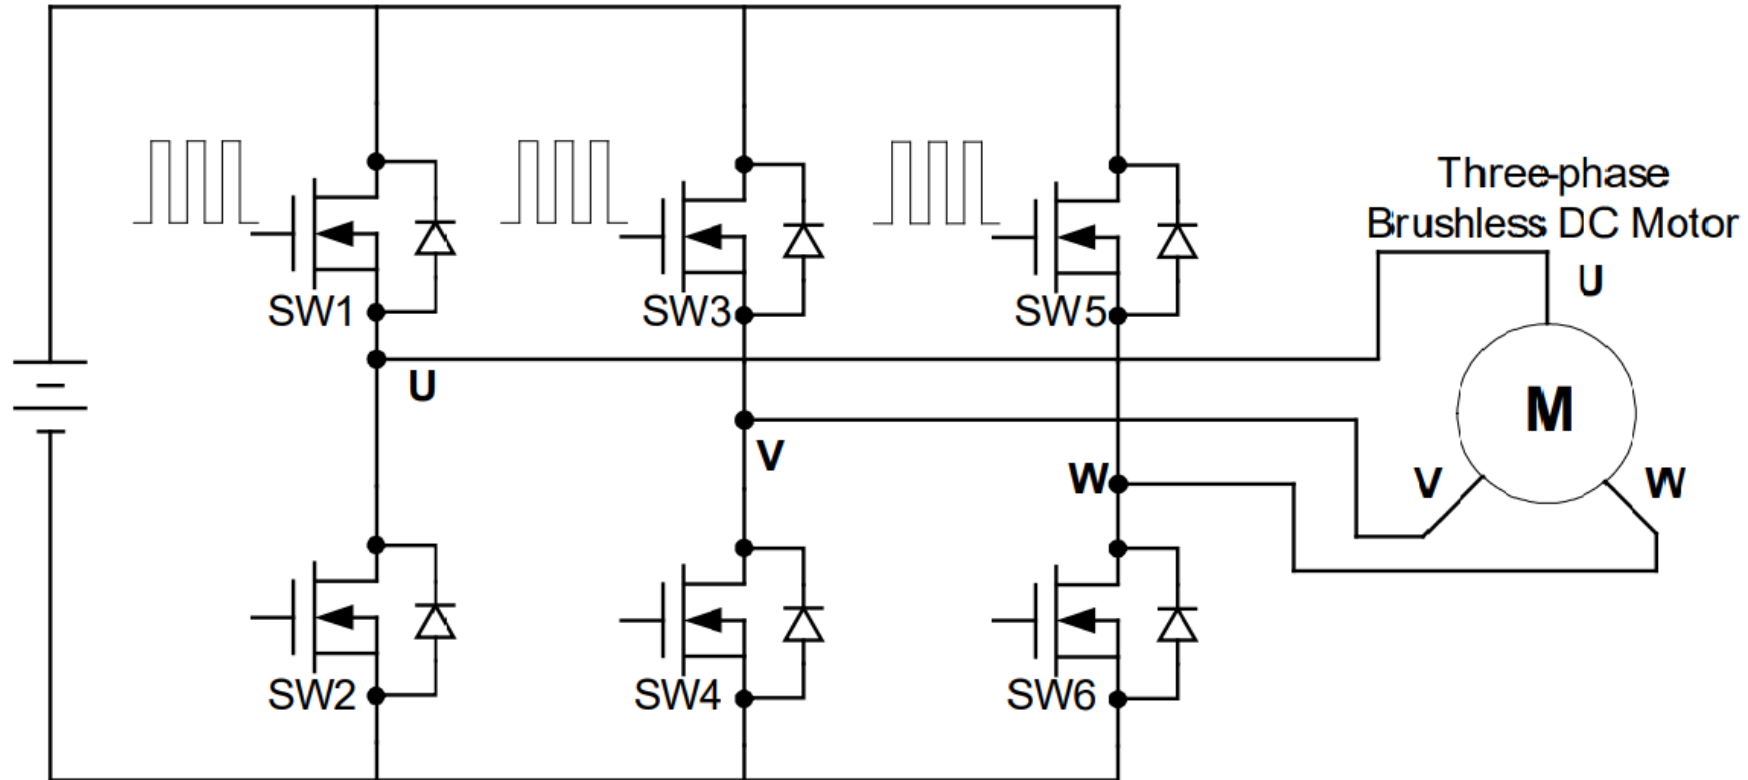 Three-phase
Brushless DC Motor
U
SW1
SW3
SW5
U
M
V
W
V
W
SW2
SW4
SW6